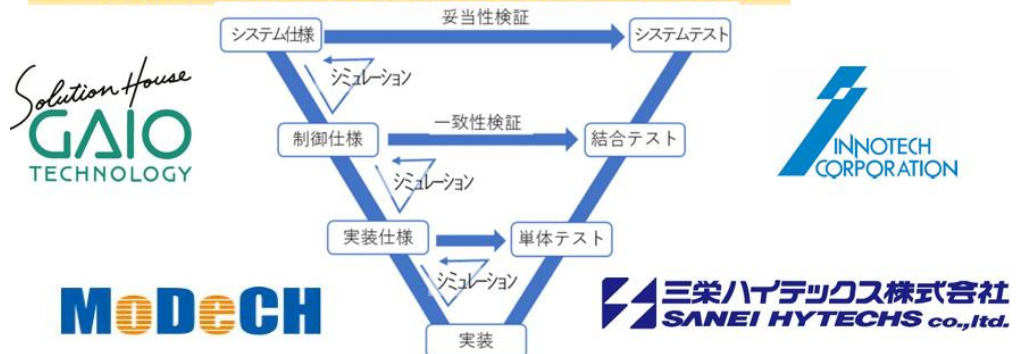 妥当性検証
システム仕様
システムテスト
シミュレーション
Solution House
GAIO
TECHNOLOGY
制御仕様
一致性検証
結合テスト
INNOTECH
CORPORATION
シミュレーション
実装仕様
単体テスト
シミュレーション
MoDeCH
三栄ハイテックス株式会社
SANEI HYTECHS co.,ltd.
実装